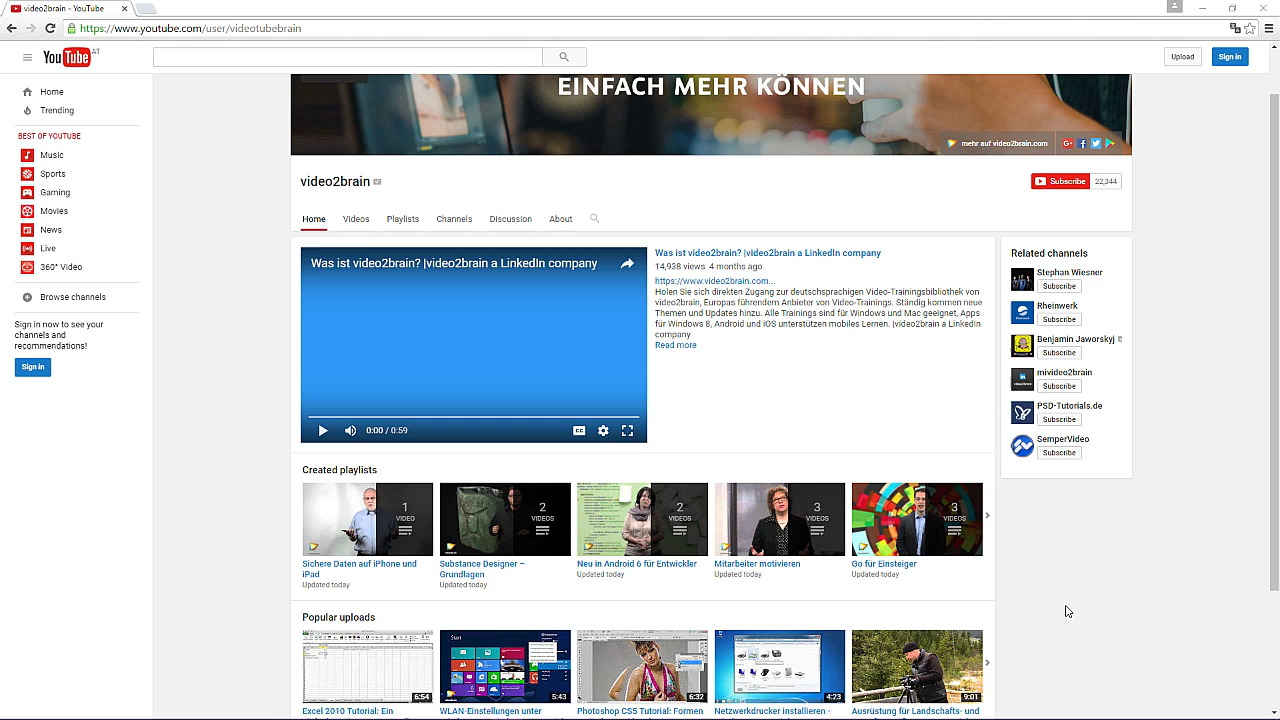 video2brain - YouTube
https://www.youtube.com/user/videotubebrain
YouTube AT
Upload
Sign in
Home
Trending
BEST OF YOUTUBE
Music
Sports
Gaming
Movies
News
Live
360° Video
Browse channels
Sign in now to see your
channels and
recommendations!
Sign in
EINFACH MEHR KÖNNEN
mehr auf video2brain.com
video2brain
Subscribe 22,344
Home Videos Playlists Channels Discussion About
Was ist video2brain? |video2brain a LinkedIn company
0:00 / 0:59
CC
Was ist video2brain? |video2brain a LinkedIn company
14,938 views 4 months ago
https://www.video2brain.com...
Holen Sie sich direkten Zugang zur deutschsprachigen Video-Trainingsbibliothek von
video2brain, Europas führendem Anbieter von Video-Trainings. Ständig kommen neue
Themen und Updates hinzu. Alle Trainings sind für Windows und Mac geeignet, Apps
für Windows 8, Android und iOS unterstützen mobiles Lernen. |video2brain a LinkedIn
company
Read more
Related channels
Stephan Wiesner
Subscribe
Rheinwerk
Subscribe
Benjamin Jaworskyj
Subscribe
mivideo2brain
Subscribe
PSD-Tutorials.de
Subscribe
SemperVideo
Subscribe
Created playlists
1
VIDEO
Sichere Daten auf iPhone und
iPad
Updated today
2
VIDEOS
Substance Designer –
Grundlagen
Updated today
2
VIDEOS
Neu in Android 6 für Entwickler
Updated today
3
VIDEOS
Mitarbeiter motivieren
Updated today
3
VIDEOS
Go für Einsteiger
Updated today
Popular uploads
6:54
Excel 2010 Tutorial: Ein
Start
5:43
WLAN-Einstellungen unter
6:32
Photoshop CS5 Tutorial: Formen
4:23
Netzwerkdrucker installieren -
9:01
Ausrüstung für Landschafts- und